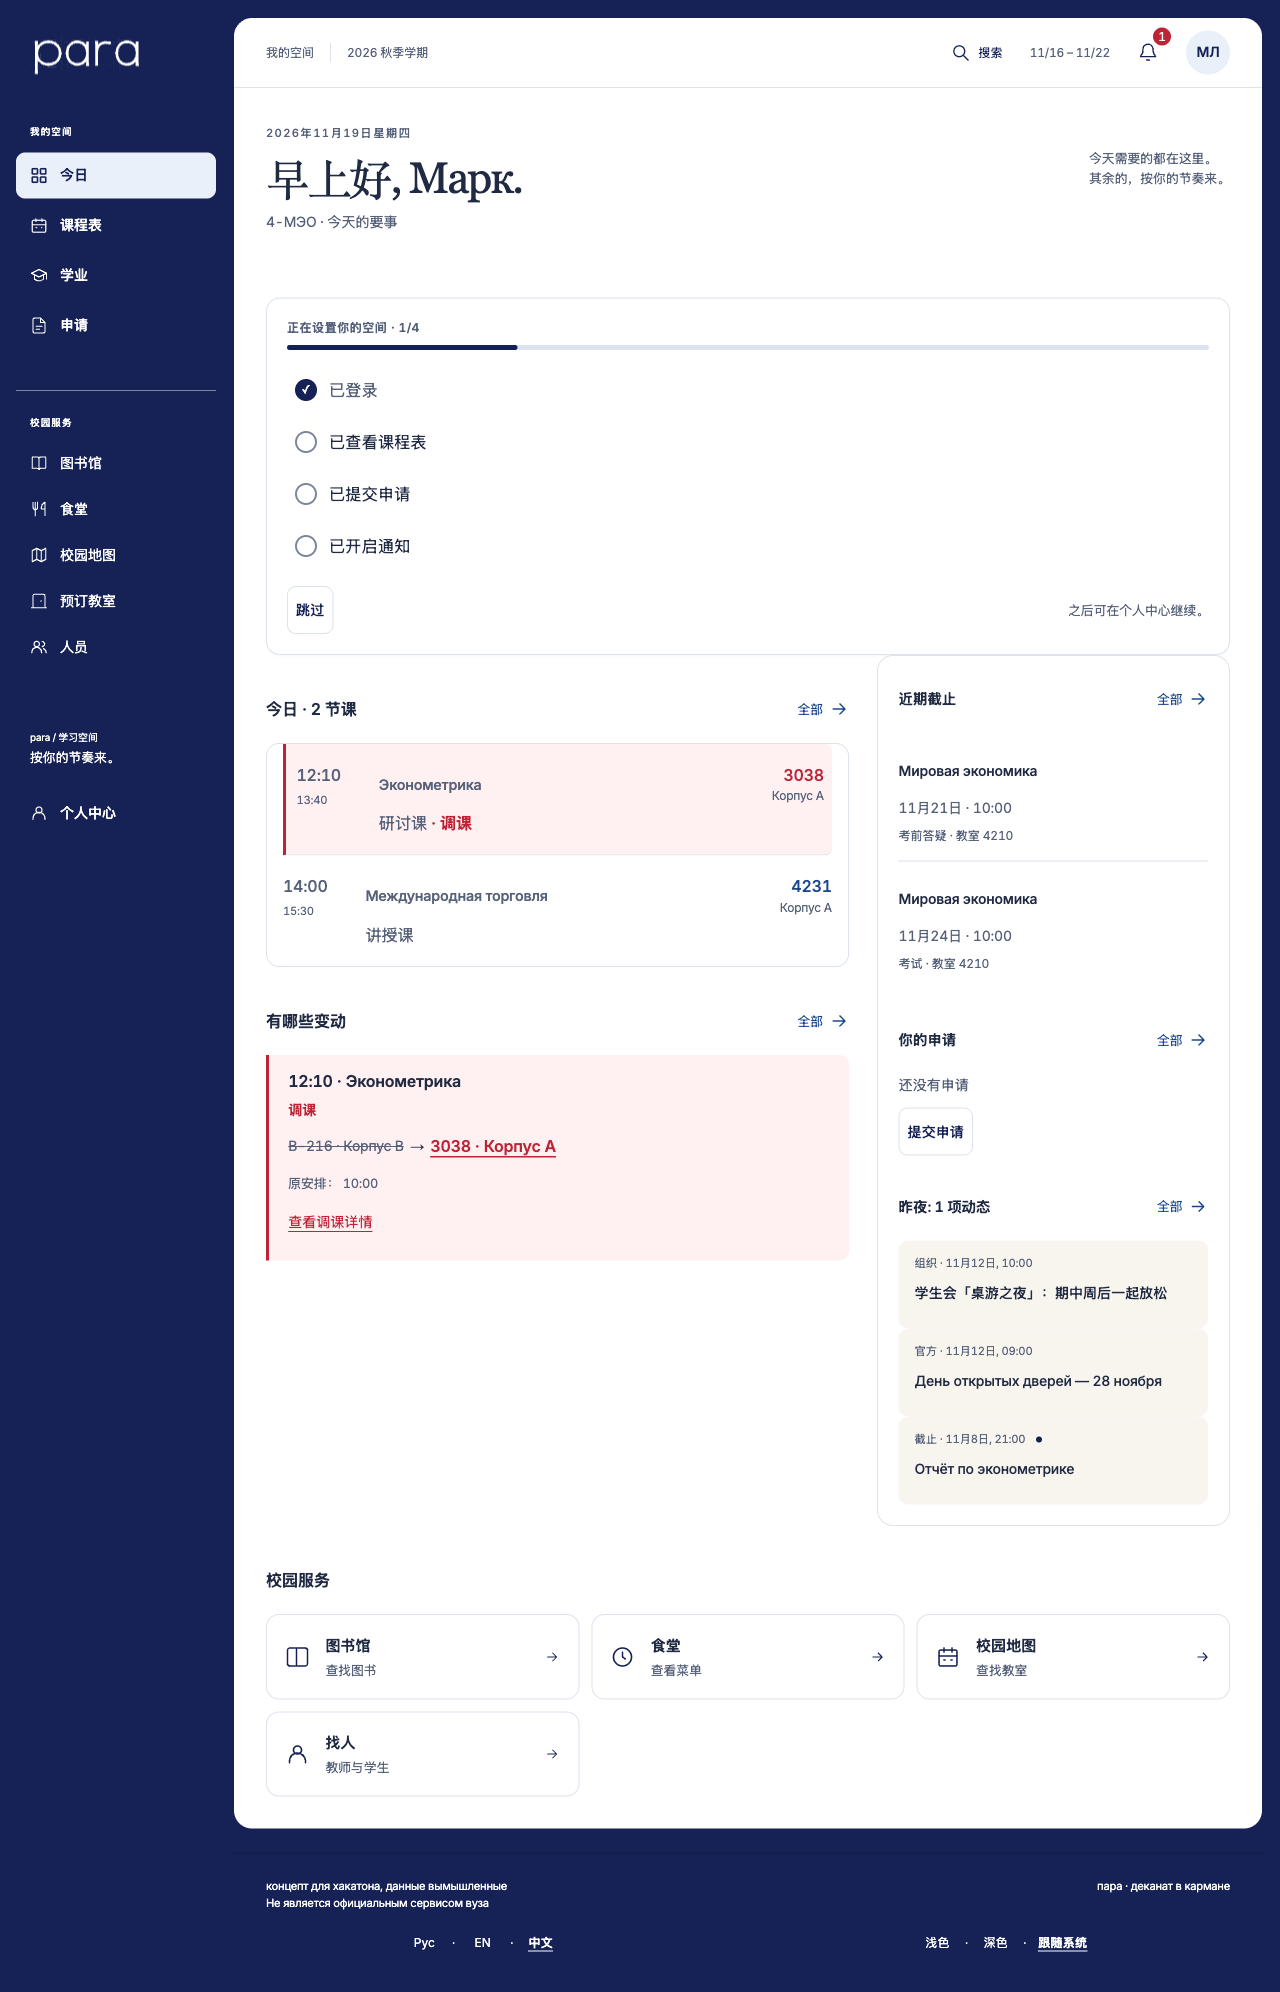 para
我的空间
今日
课程表
学业
申请
校园服务
图书馆
食堂
校园地图
预订教室
人员
para / 学习空间
按你的节奏来。
个人中心
我的空间
2026 秋季学期
搜索
11/16 – 11/22
1
МЛ
2026年11月19日星期四
早上好, Марк.
4-МЭО · 今天的要事
今天需要的都在这里。
其余的，按你的节奏来。
正在设置你的空间 · 1/4
已登录
已查看课程表
已提交申请
已开启通知
跳过
之后可在个人中心继续。
今日 · 2 节课
全部
12:10
13:40
Эконометрика
研讨课 · 调课
3038
Корпус А
14:00
15:30
Международная торговля
讲授课
4231
Корпус А
有哪些变动
全部
12:10 · Эконометрика
调课
В-216 · Корпус В → 3038 · Корпус А
原安排： 10:00
查看调课详情
近期截止
全部
Мировая экономика
11月21日 · 10:00
考前答疑 · 教室 4210
Мировая экономика
11月24日 · 10:00
考试 · 教室 4210
你的申请
全部
还没有申请
提交申请
昨夜: 1 项动态
全部
组织 · 11月12日, 10:00
学生会「桌游之夜」：期中周后一起放松
官方 · 11月12日, 09:00
День открытых дверей — 28 ноября
截止 · 11月8日, 21:00
Отчёт по эконометрике
校园服务
图书馆
查找图书
食堂
查看菜单
校园地图
查找教室
找人
教师与学生
концепт для хакатона, данные вымышленные
Не является официальным сервисом вуза
пара · деканат в кармане
Рус · EN · 中文
浅色 · 深色 · 跟随系统